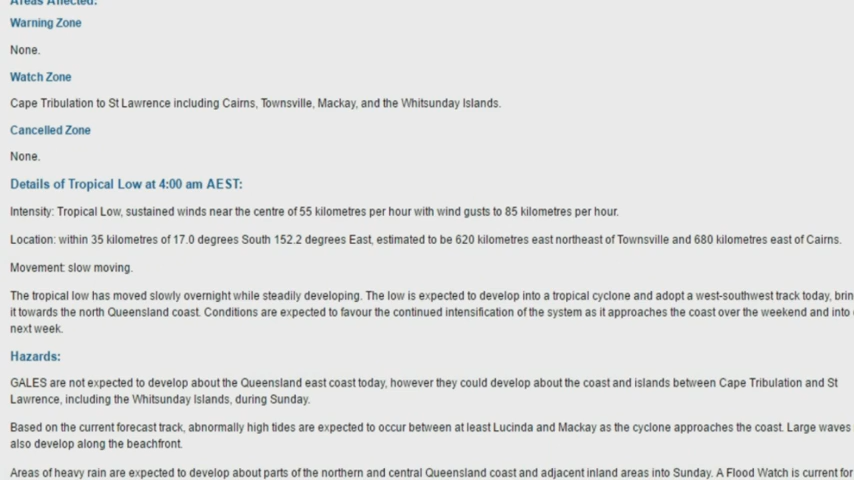 Areas Affected:
Warning Zone
None.
Watch Zone
Cape Tribulation to St Lawrence including Cairns, Townsville, Mackay, and the Whitsunday Islands.
Cancelled Zone
None.
Details of Tropical Low at 4:00 am AEST:
Intensity: Tropical Low, sustained winds near the centre of 55 kilometres per hour with wind gusts to 85 kilometres per hour.
Location: within 35 kilometres of 17.0 degrees South 152.2 degrees East, estimated to be 620 kilometres east northeast of Townsville and 680 kilometres east of Cairns.
Movement: slow moving.
The tropical low has moved slowly overnight while steadily developing. The low is expected to develop into a tropical cyclone and adopt a west-southwest track today, brin
it towards the north Queensland coast. Conditions are expected to favour the continued intensification of the system as it approaches the coast over the weekend and into
next week.
Hazards:
GALES are not expected to develop about the Queensland east coast today, however they could develop about the coast and islands between Cape Tribulation and St
Lawrence, including the Whitsunday Islands, during Sunday.
Based on the current forecast track, abnormally high tides are expected to occur between at least Lucinda and Mackay as the cyclone approaches the coast. Large waves
also develop along the beachfront.
Areas of heavy rain are expected to develop about parts of the northern and central Queensland coast and adjacent inland areas into Sunday. A Flood Watch is current for